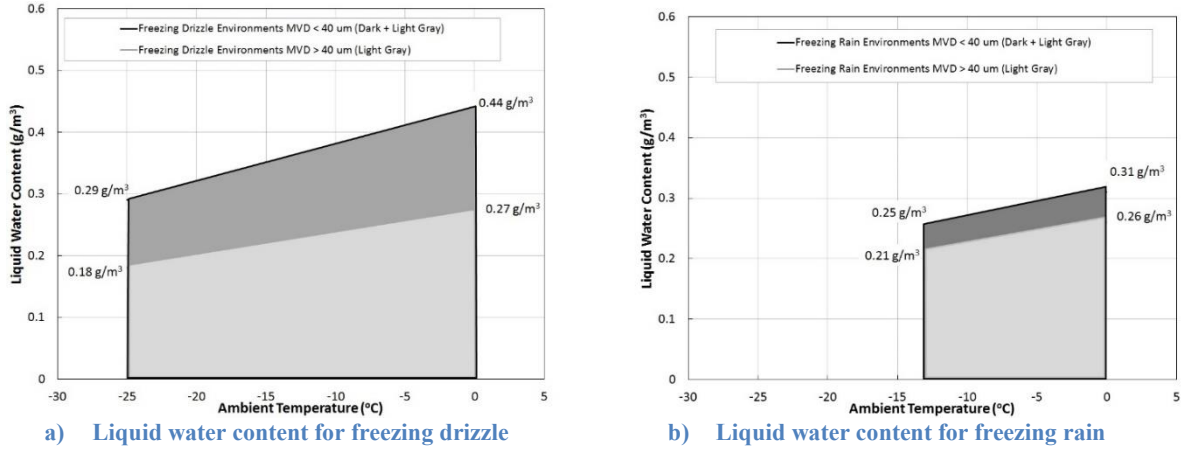 Freezing Drizzle Environments MVD < 40 um (Dark + Light Gray)
Freezing Drizzle Environments MVD > 40 um (Light Gray)
0.6
0.5
0.4
0.3
0.2
0.1
0
Liquid Water Content (g/m³)
0.44 g/m³
0.29 g/m³
0.27 g/m³
0.18 g/m³
-30 -25 -20 -15 -10 -5 0 5
Ambient Temperature (°C)
a) Liquid water content for freezing drizzle
Freezing Rain Environments MVD < 40 um (Dark + Light Gray)
Freezing Rain Environments MVD > 40 um (Light Gray)
0.6
0.5
0.4
0.3
0.2
0.1
0
Liquid Water Content (g/m³)
0.31 g/m³
0.25 g/m³
0.26 g/m³
0.21 g/m³
-30 -25 -20 -15 -10 -5 0 5
Ambient Temperature (°C)
b) Liquid water content for freezing rain